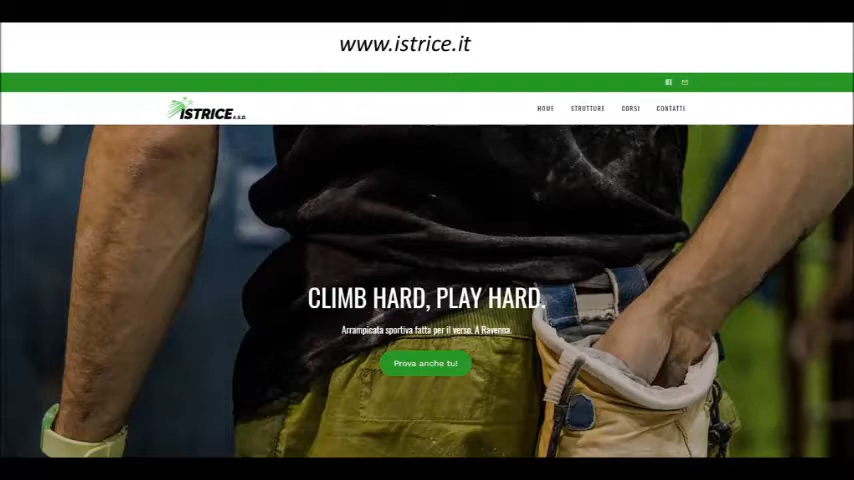 www.istrice.it
ISTRICE A.S.D.
HOME STRUTTURE CORSI CONTATTI
CLIMB HARD, PLAY HARD.
Arrampicata sportiva fatta per il verso. A Ravenna.
Prova anche tu!